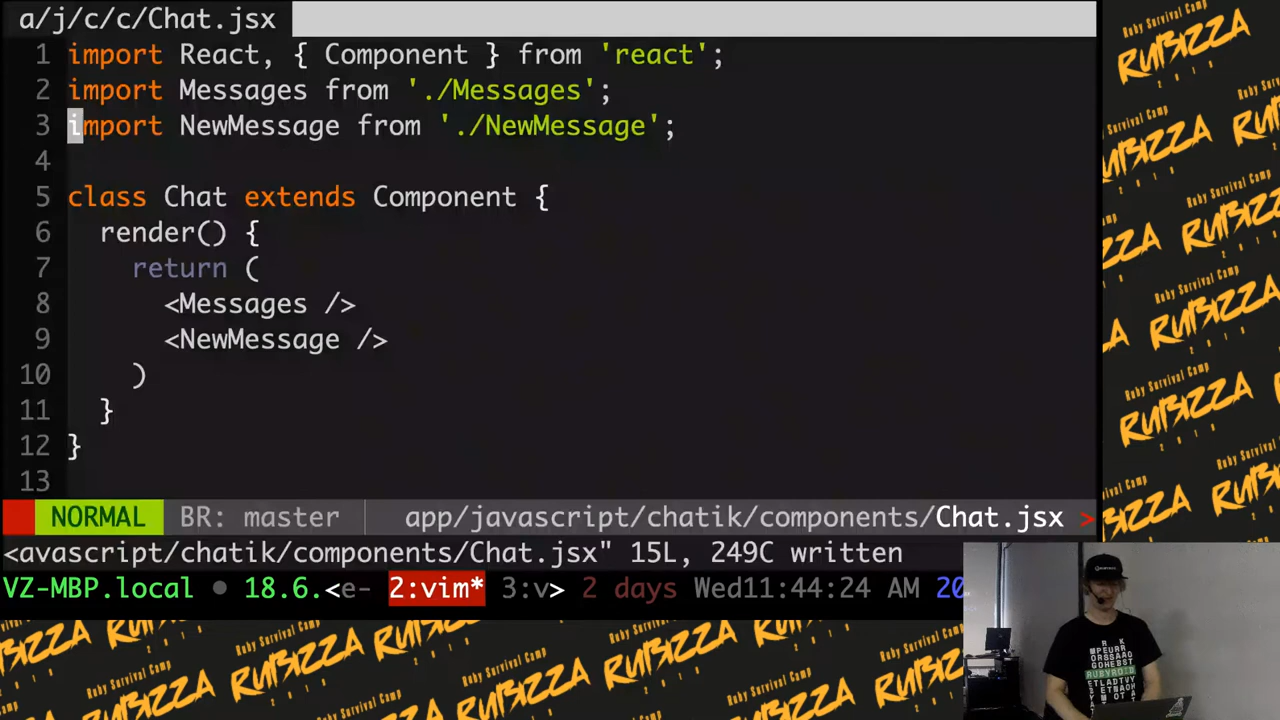 a/j/c/c/Chat.jsx
1 import React, { Component } from 'react';
2 import Messages from './Messages';
3 import NewMessage from './NewMessage';
4
5 class Chat extends Component {
6 render() {
7 return (
8 <Messages />
9 <NewMessage />
10 )
11 }
12 }
13
NORMAL BR: master app/javascript/chatik/components/Chat.jsx >
<avascript/chatik/components/Chat.jsx" 15L, 249C written
VZ-MBP.local ● 18.6.<e- 2:vim* 3:v> 2 days Wed11:44:24 AM 20
Ruby Survival Camp
RUBIZZA
2018
RUBYROID